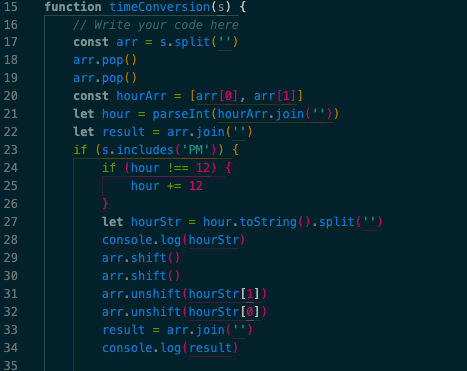 15 function timeConversion(s) {
16 // Write your code here
17 const arr = s.split('')
18 arr.pop()
19 arr.pop()
20 const hourArr = [arr[0], arr[1]]
21 let hour = parseInt(hourArr.join(''))
22 let result = arr.join('')
23 if (s.includes('PM')) {
24 if (hour !== 12) {
25 hour += 12
26 }
27 let hourStr = hour.toString().split('')
28 console.log(hourStr)
29 arr.shift()
30 arr.shift()
31 arr.unshift(hourStr[1])
32 arr.unshift(hourStr[0])
33 result = arr.join('')
34 console.log(result)
35